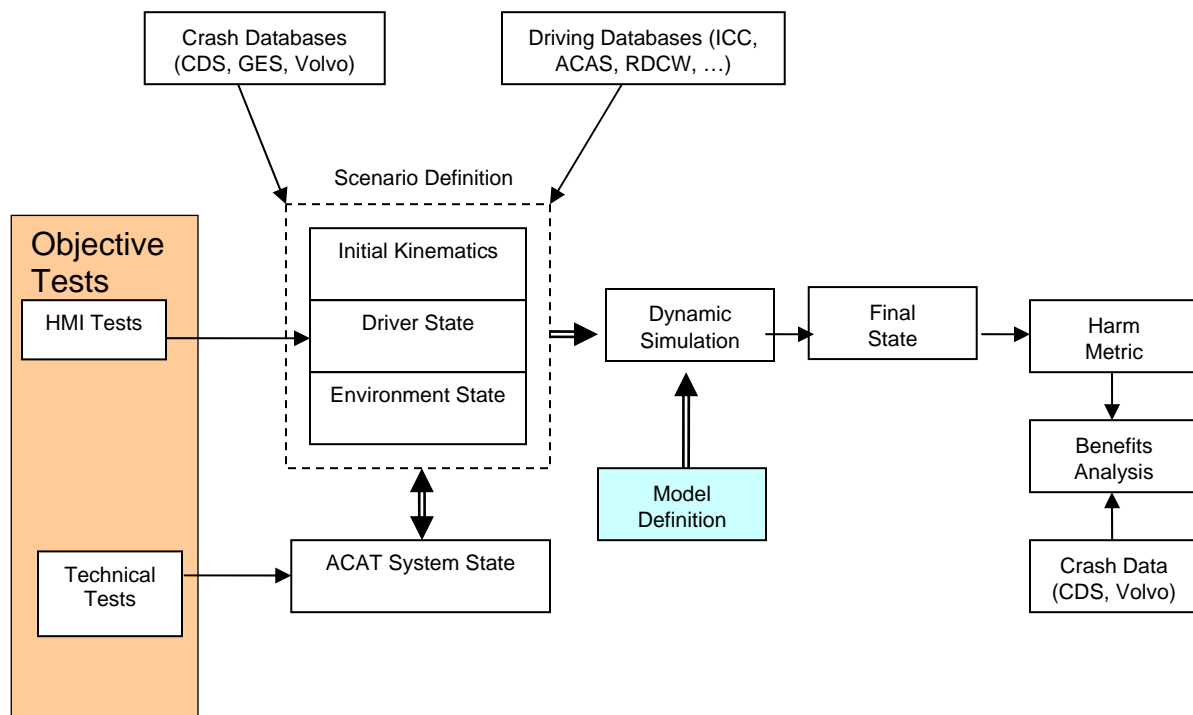 Crash Databases
(CDS, GES, Volvo)
Driving Databases (ICC,
ACAS, RDCW, …)
Scenario Definition
Objective
Tests
HMI Tests
Initial Kinematics
Driver State
Environment State
Dynamic
Simulation
Final
State
Harm
Metric
Benefits
Analysis
Model
Definition
Technical
Tests
ACAT System State
Crash Data
(CDS, Volvo)